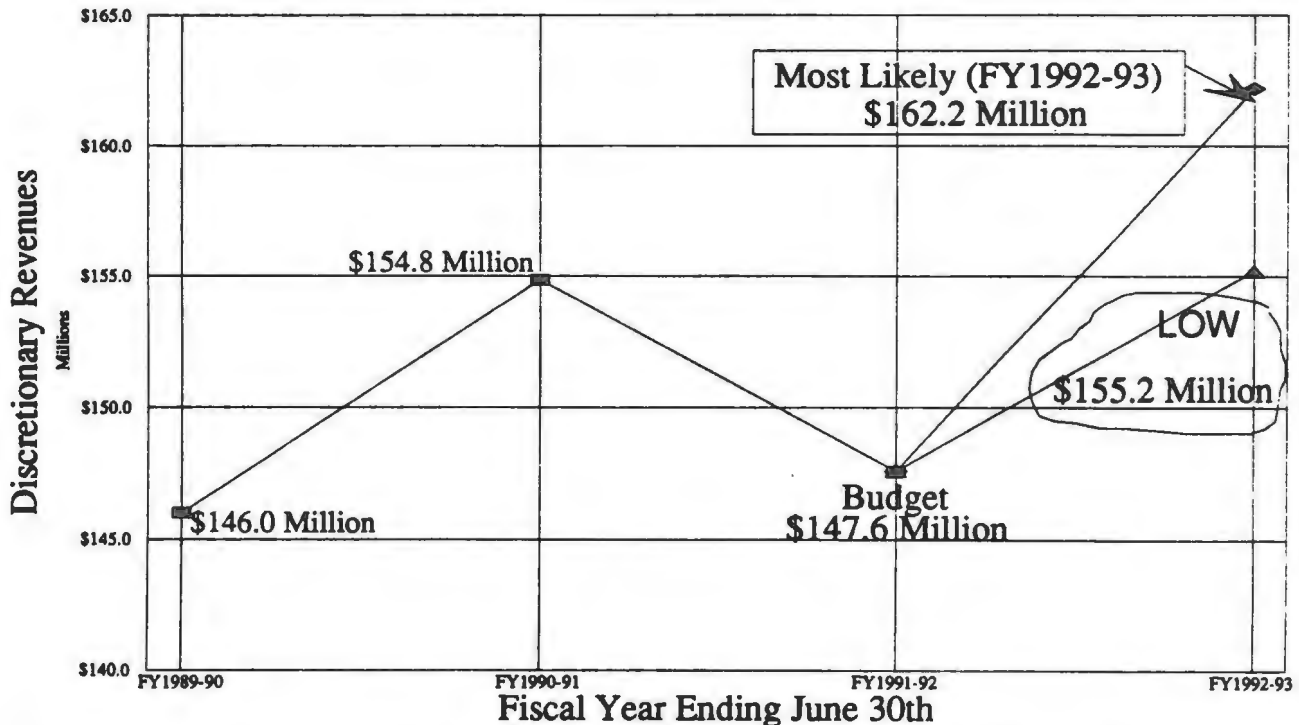 $165.0
Most Likely (FY1992-93)
$162.2 Million
$160.0
$154.8 Million
$155.0
LOW
$155.2 Million
$150.0
Budget
$147.6 Million
$146.0 Million
$145.0
$140.0
Discretionary Revenues
Millions
FY1989-90
FY1990-91
FY1991-92
FY1992-93
Fiscal Year Ending June 30th